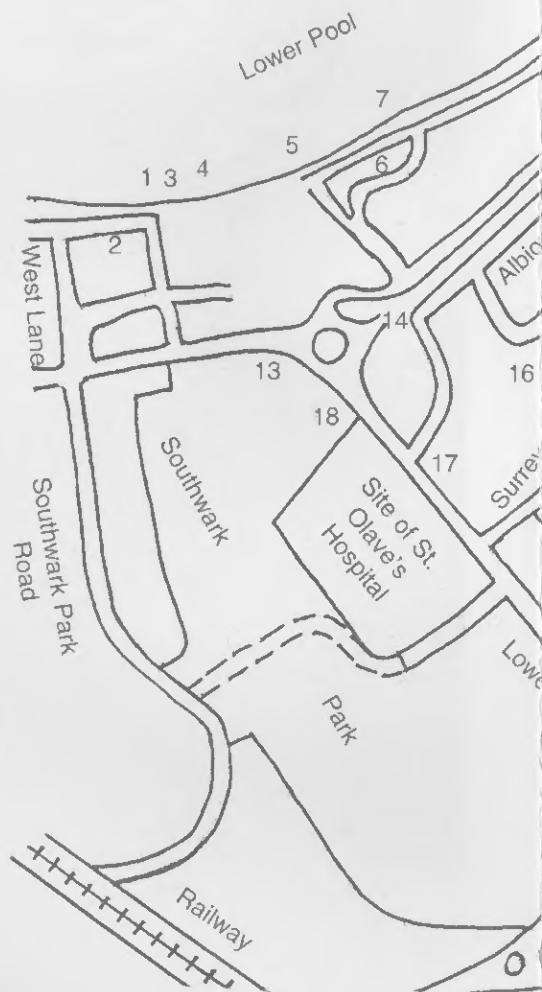 Lower Pool
7
5
4
1 3
6
2
West Lane
Albio
14
13
16
18
17
Southwark
Surrey
Site of St.
Olave's
Hospital
Southwark Park
Road
Lowe
Park
Railway